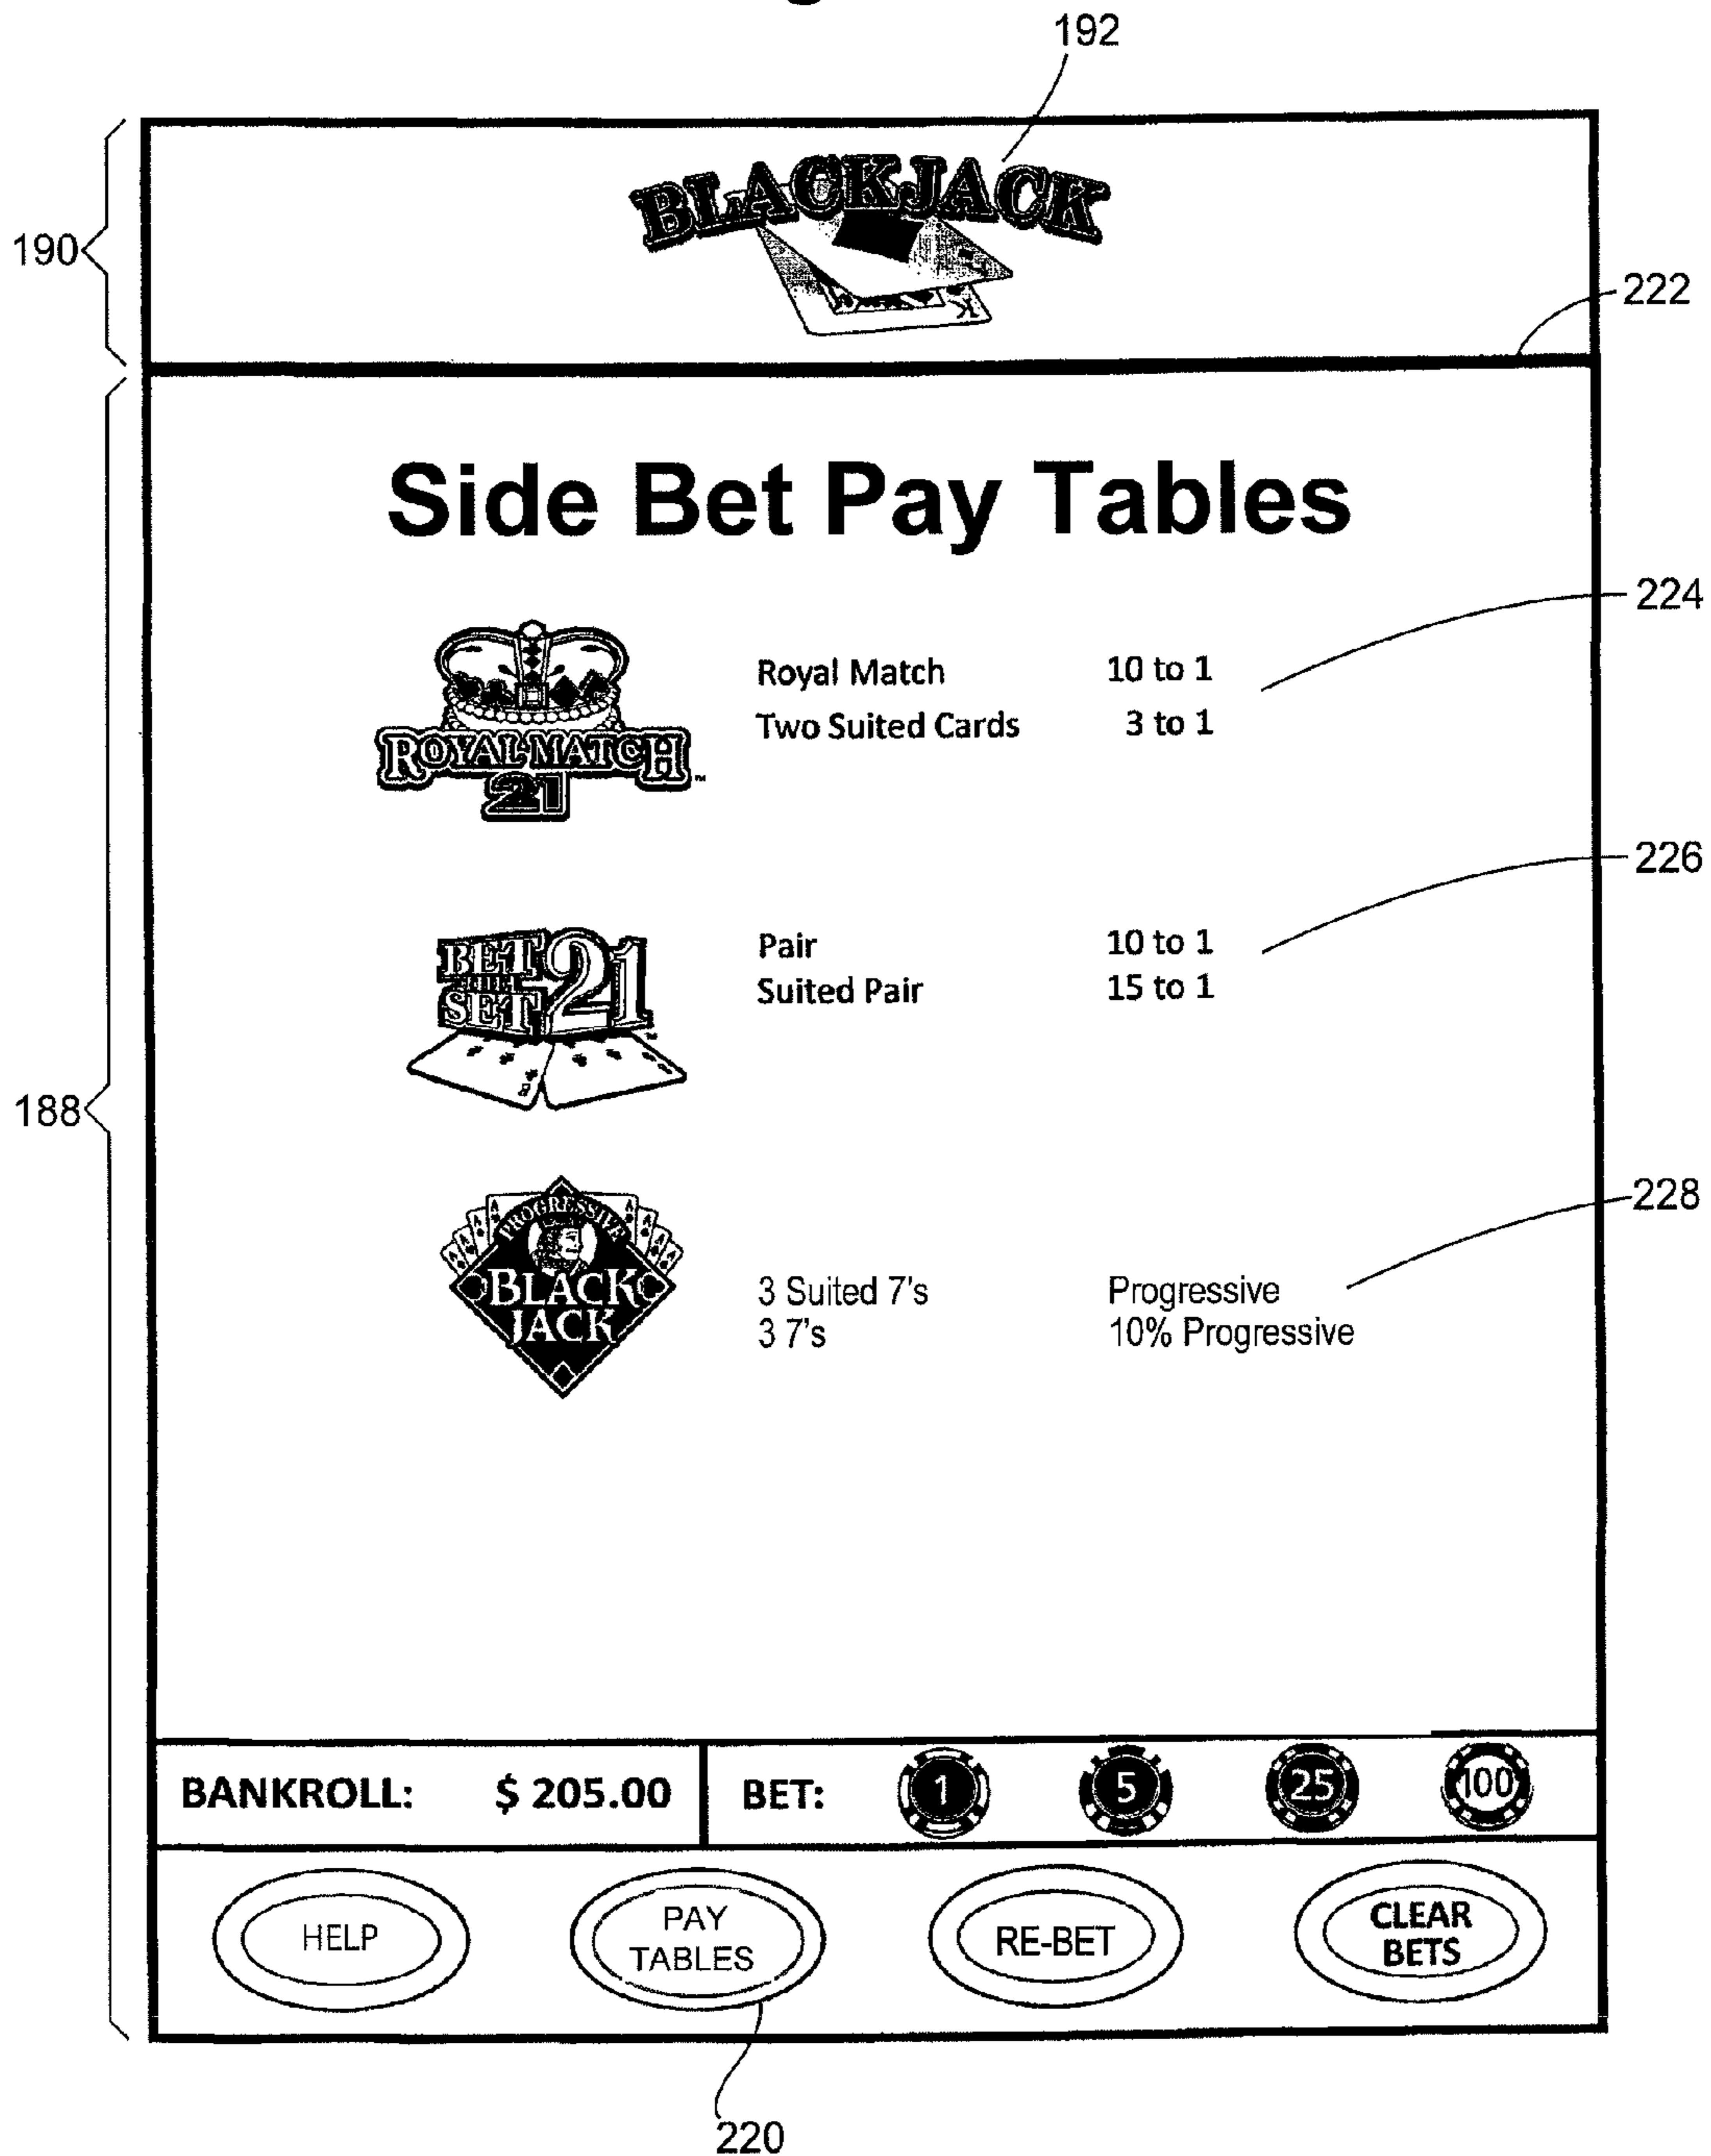 192
BLACKJACK
K
190
222
Side Bet Pay Tables
224
ROYAL MATCH
21
™
Royal Match 10 to 1
Two Suited Cards 3 to 1
226
BET
THE
SET
21
Pair 10 to 1
Suited Pair 15 to 1
188
228
PROGRESSIVE
BLACK
JACK
3 Suited 7's Progressive
3 7's 10% Progressive
BANKROLL: $ 205.00 BET: 1 5 25 100
HELP
PAY
TABLES
RE-BET
CLEAR
BETS
220